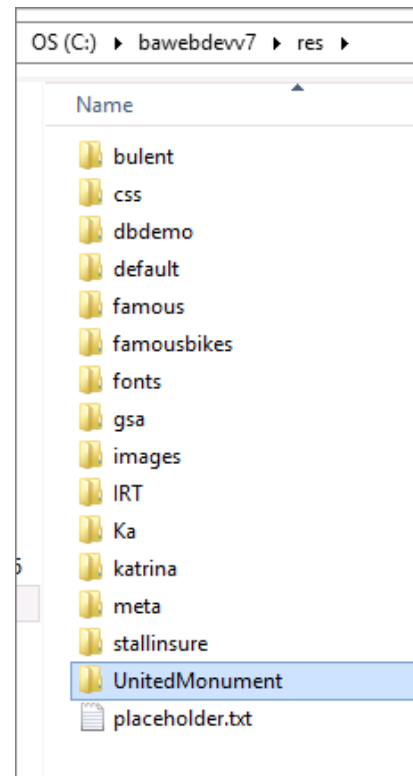 OS (C:) ▸ bawebdevv7 ▸ res ▸
Name
bulent
css
dbdemo
default
famous
famousbikes
fonts
gsa
images
IRT
Ka
katrina
meta
stallinsure
UnitedMonument
placeholder.txt